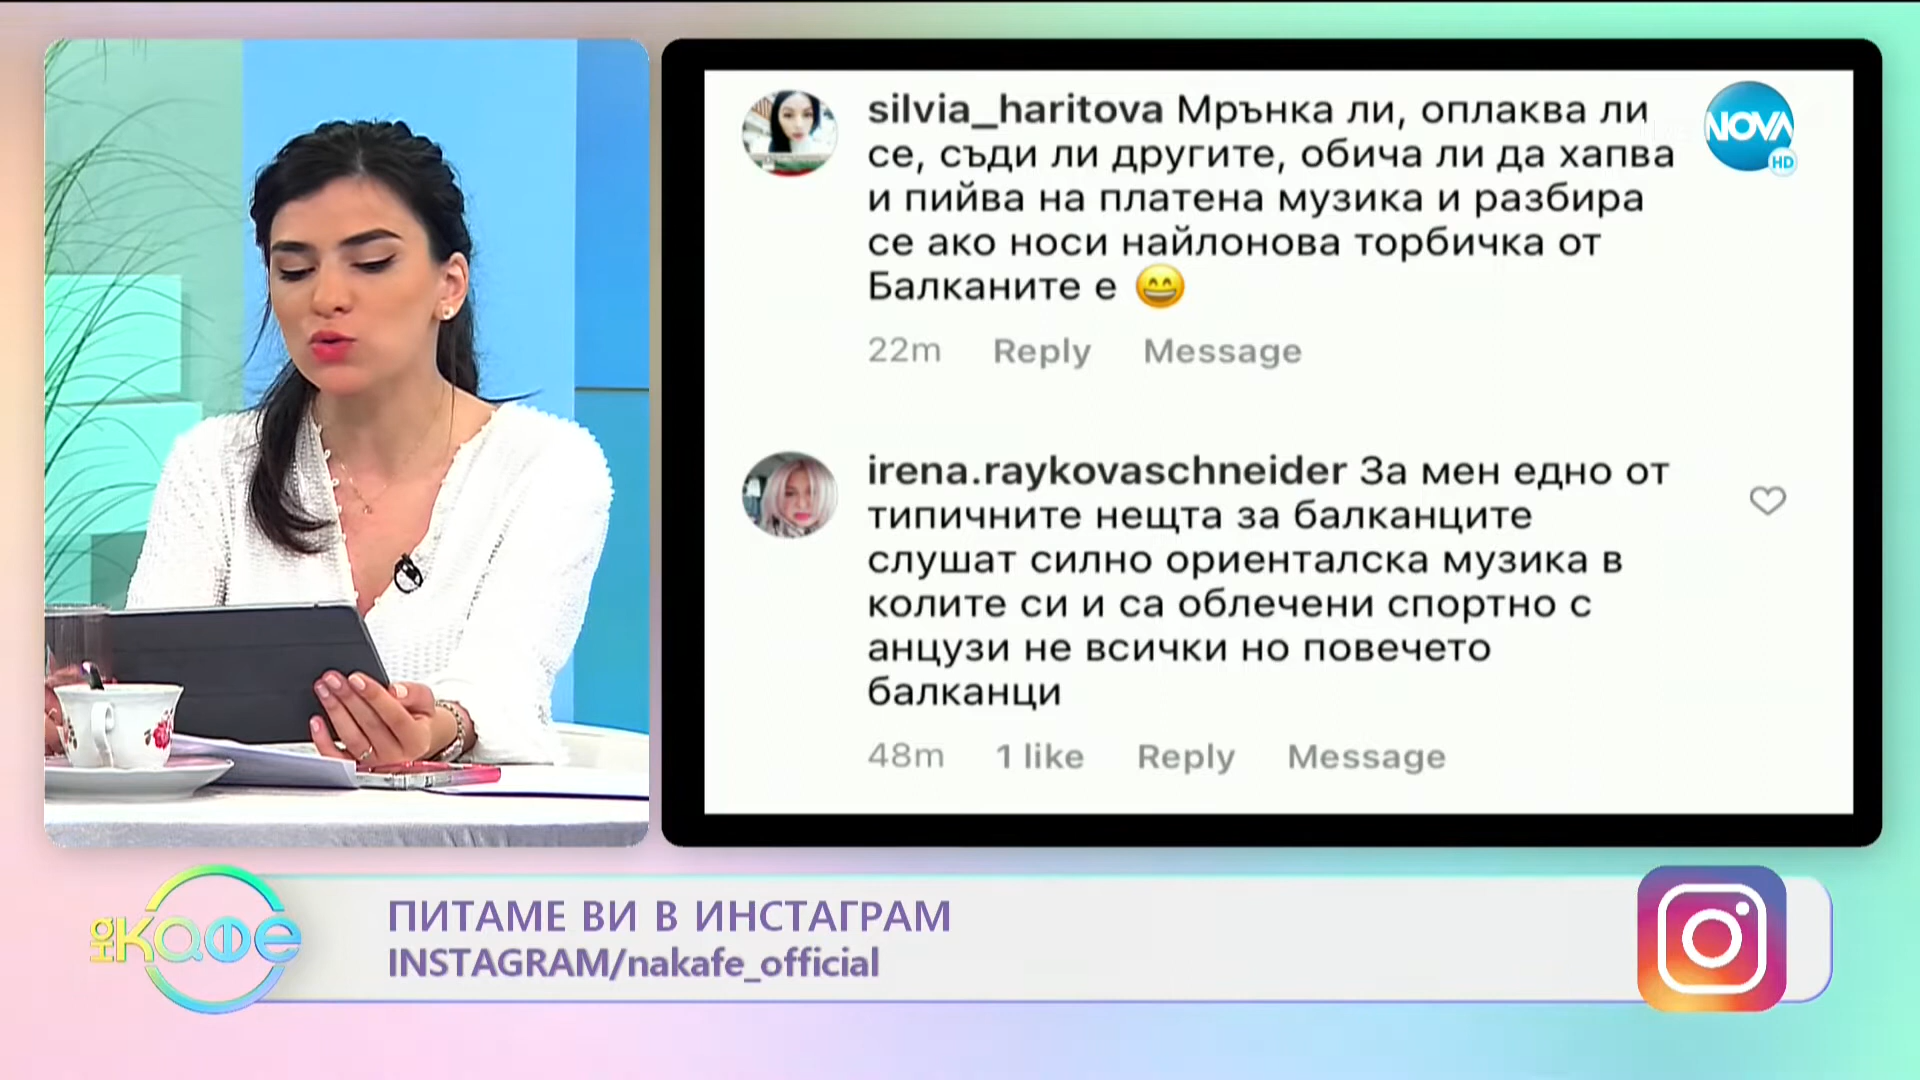 silvia_haritova Мрънка ли, оплаква ли
се, съди ли другите, обича ли да хапва
и пийва на платена музика и разбира
се ако носи найлонова торбичка от
Балканите е 😄
22m Reply Message
NOVA
HD
irena.raykovaschneider За мен едно от
типичните нещта за балканците
слушат силно ориенталска музика в
колите си и са облечени спортно с
анцузи не всички но повечето
балканци
48m 1 like Reply Message
на кафе
ПИТАМЕ ВИ В ИНСТАГРАМ
INSTAGRAM/nakafe_official